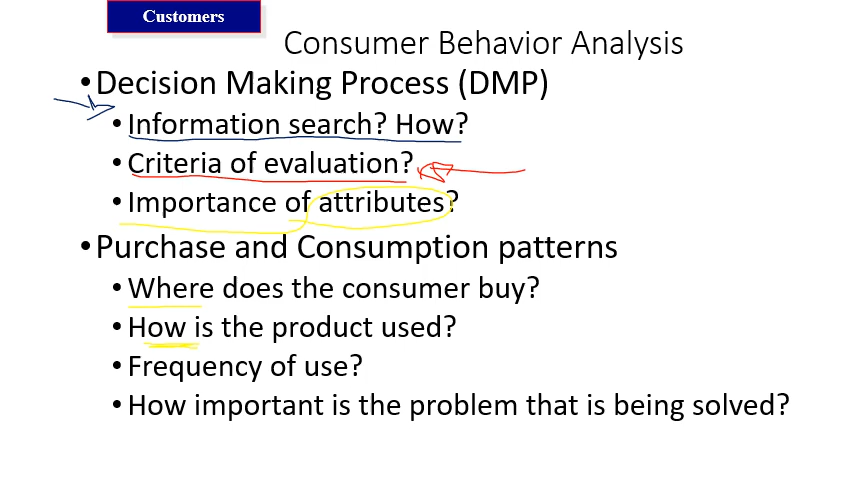 Customers
Consumer Behavior Analysis
• Decision Making Process (DMP)
• Information search? How?
• Criteria of evaluation?
• Importance of attributes?
• Purchase and Consumption patterns
• Where does the consumer buy?
• How is the product used?
• Frequency of use?
• How important is the problem that is being solved?